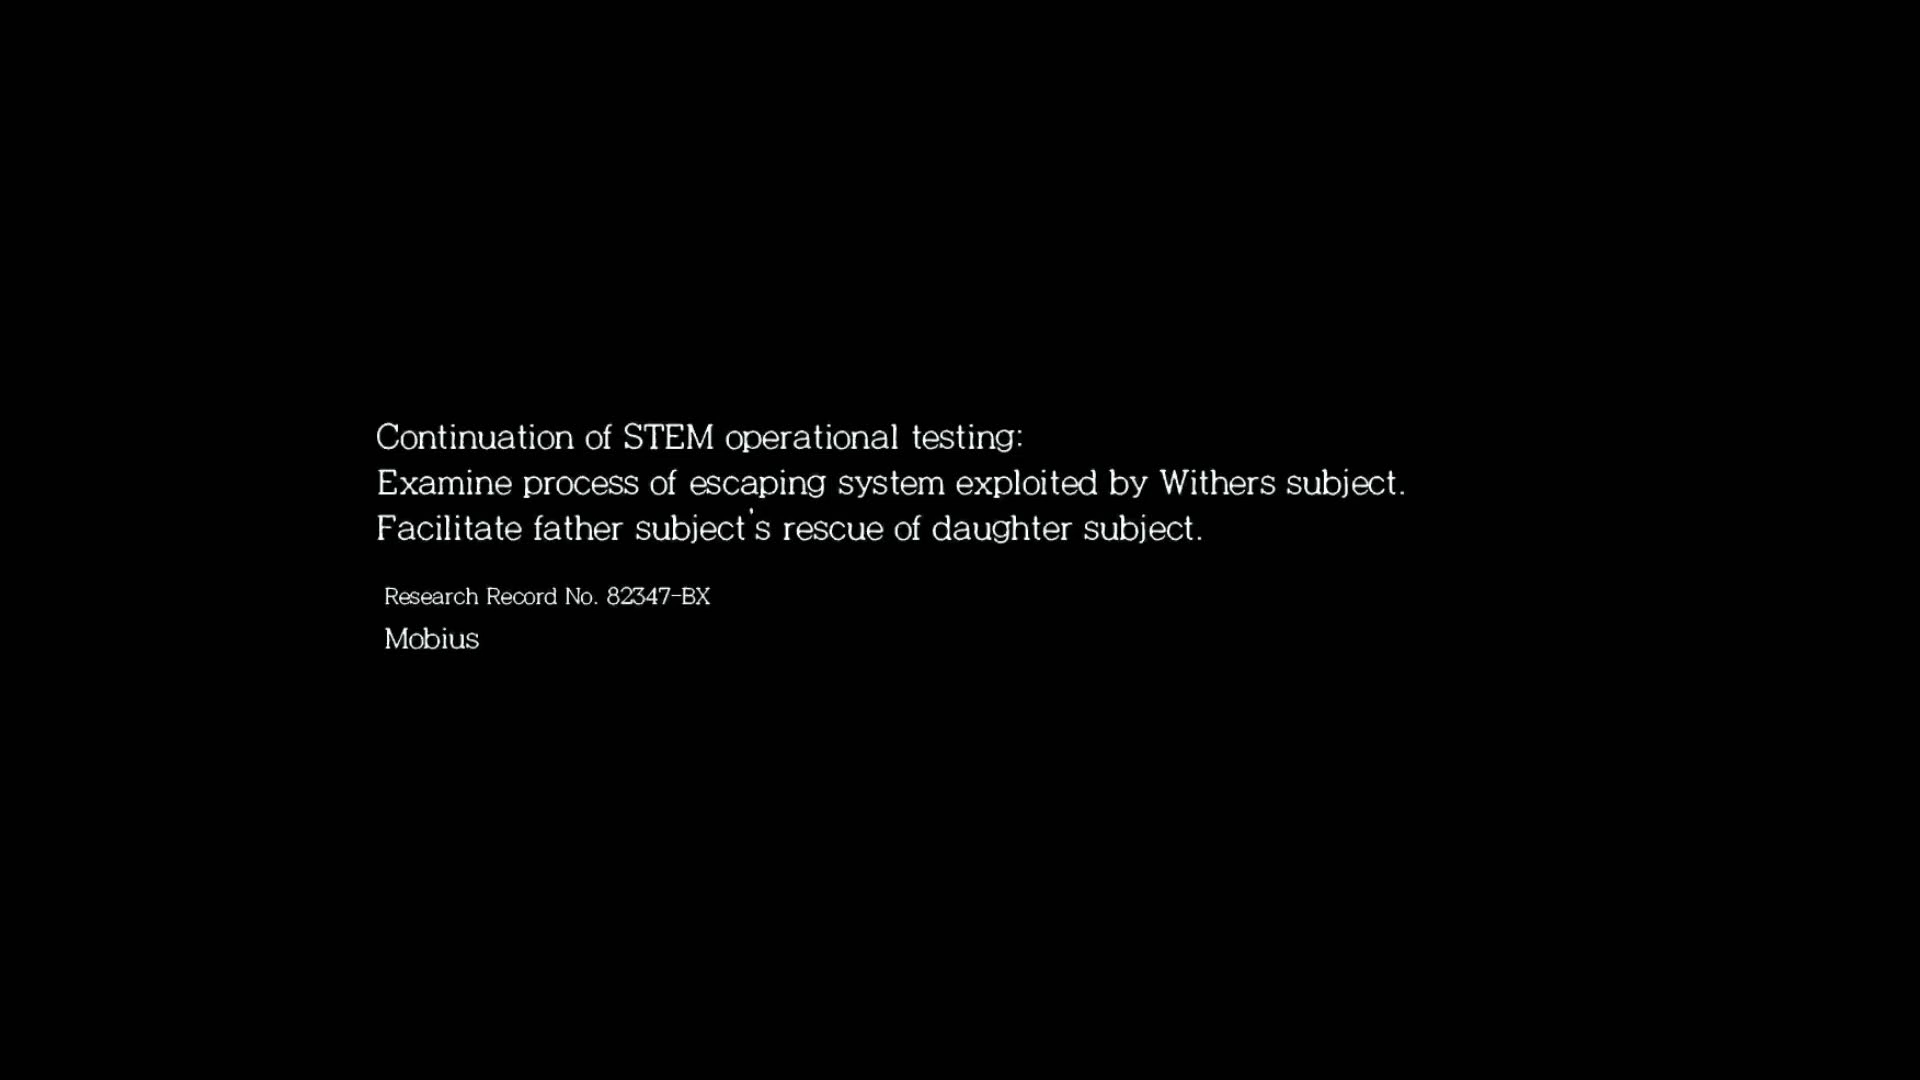 Continuation of STEM operational testing:
Examine process of escaping system exploited by Withers subject.
Facilitate father subject's rescue of daughter subject.
Research Record No. 82347-BX
Mobius